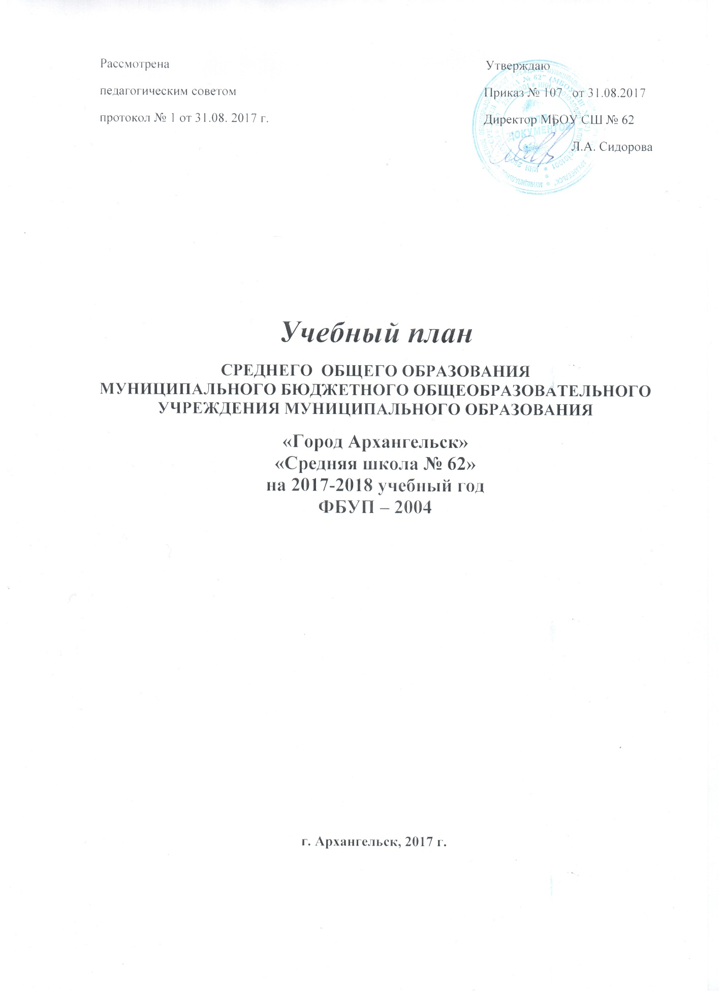 Рассмотрена
педагогическим советом
протокол № 1 от 31.08. 2017 г.
Утверждаю
Приказ № 107 от 31.08.2017
Директор МБОУ СШ № 62
Л.А. Сидорова
ДЛЯ
ДОКУМЕНТОВ
Учебный план
СРЕДНЕГО ОБЩЕГО ОБРАЗОВАНИЯ
МУНИЦИПАЛЬНОГО БЮДЖЕТНОГО ОБЩЕОБРАЗОВАТЕЛЬНОГО
УЧРЕЖДЕНИЯ МУНИЦИПАЛЬНОГО ОБРАЗОВАНИЯ
«Город Архангельск»
«Средняя школа № 62»
на 2017-2018 учебный год
ФБУП – 2004
г. Архангельск, 2017 г.